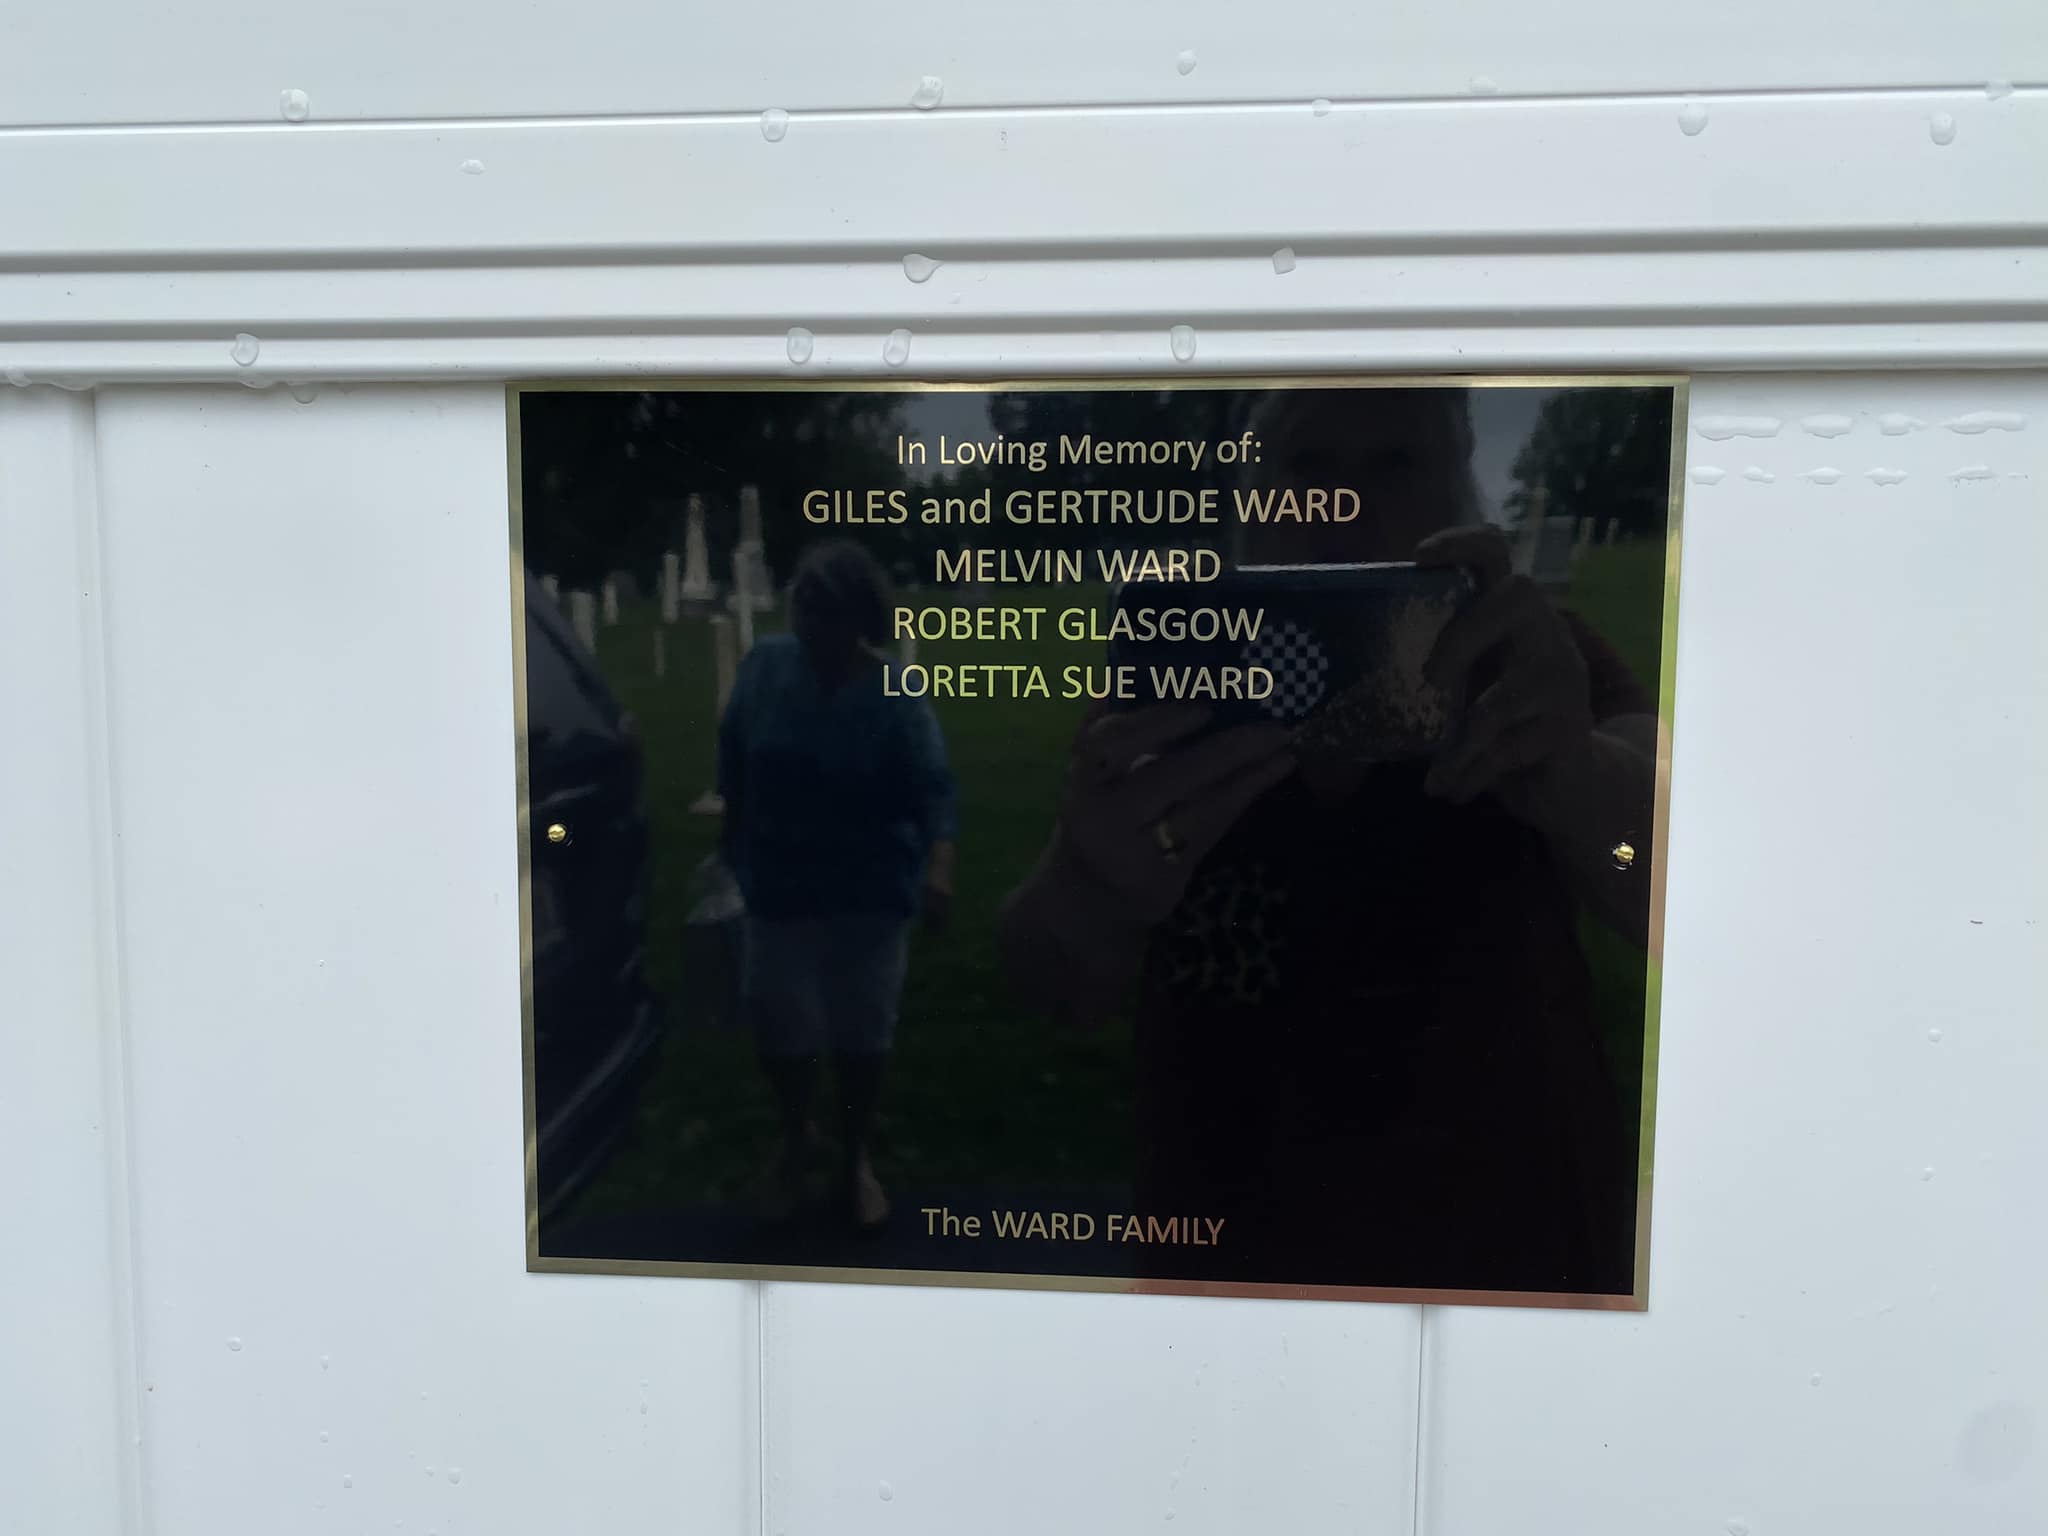 In Loving Memory of:
GILES and GERTRUDE WARD
MELVIN WARD
ROBERT GLASGOW
LORETTA SUE WARD
The WARD FAMILY